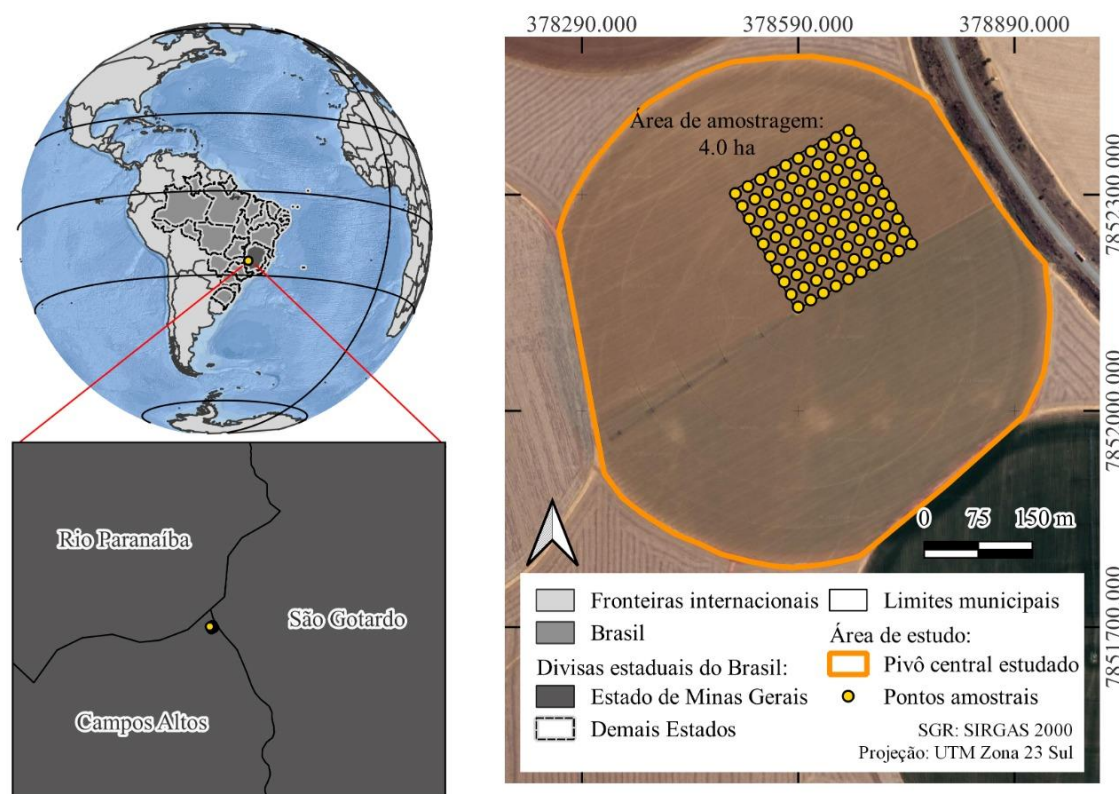 378290.000
378590.000
378890.000
Área de amostragem:
4.0 ha
7852300.000
7852000.000
7851700.000
0 75 150 m
Rio Paranaíba
São Gotardo
Campos Altos
Fronteiras internacionais
Brasil
Divisas estaduais do Brasil:
Estado de Minas Gerais
Demais Estados
Limites municipais
Área de estudo:
Pivô central estudado
Pontos amostrais
SGR: SIRGAS 2000
Projeção: UTM Zona 23 Sul